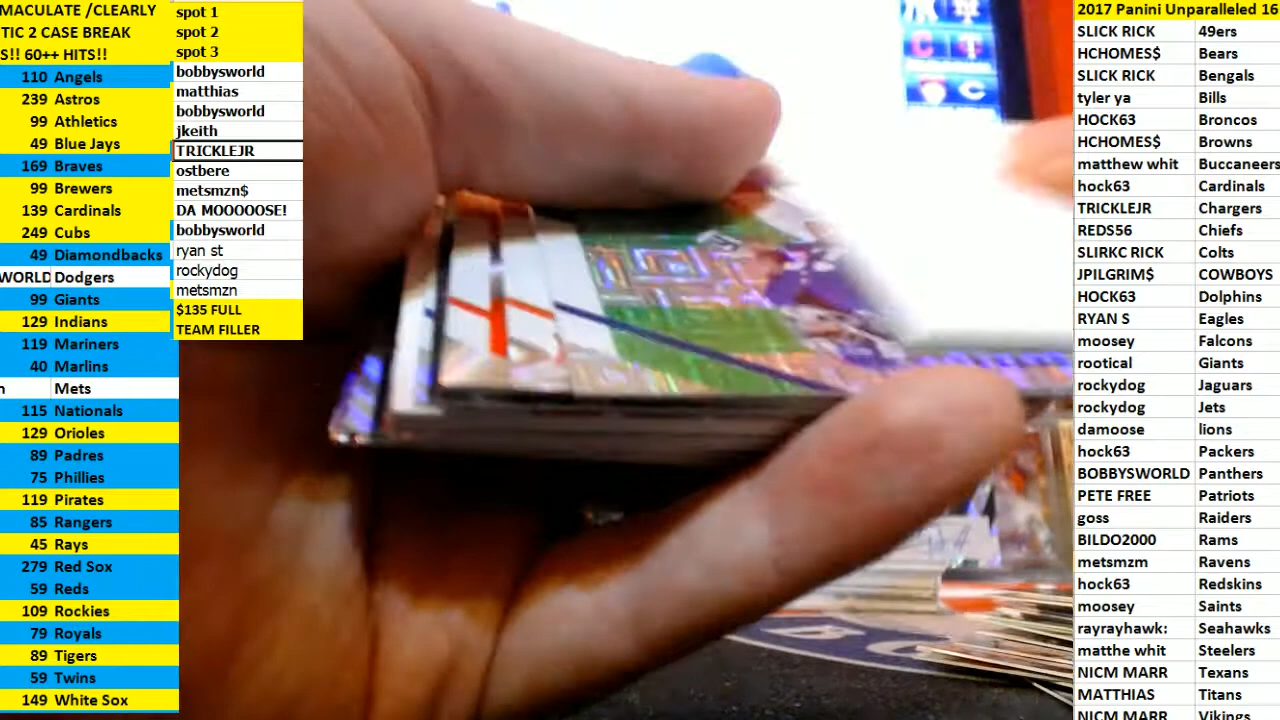 MACULATE /CLEARLY
TIC 2 CASE BREAK
S!! 60++ HITS!!
110 Angels
239 Astros
99 Athletics
49 Blue Jays
169 Braves
99 Brewers
139 Cardinals
249 Cubs
49 Diamondbacks
WORLD Dodgers
99 Giants
129 Indians
119 Mariners
40 Marlins
n Mets
115 Nationals
129 Orioles
89 Padres
75 Phillies
119 Pirates
85 Rangers
45 Rays
279 Red Sox
59 Reds
109 Rockies
79 Royals
89 Tigers
59 Twins
149 White Sox
spot 1
spot 2
spot 3
bobbysworld
matthias
bobbysworld
jkeith
TRICKLEJR
ostbere
metsmzn$
DA MOOOOOSE!
bobbysworld
ryan st
rockydog
metsmzn
$135 FULL
TEAM FILLER
2017 Panini Unparalleled 16
SLICK RICK 49ers
HCHOMES$ Bears
SLICK RICK Bengals
tyler ya Bills
HOCK63 Broncos
HCHOMES$ Browns
matthew whit Buccaneers
hock63 Cardinals
TRICKLEJR Chargers
REDS56 Chiefs
SLIRKC RICK Colts
JPILGRIM$ COWBOYS
HOCK63 Dolphins
RYAN S Eagles
moosey Falcons
rootical Giants
rockydog Jaguars
rockydog Jets
damoose lions
hock63 Packers
BOBBYSWORLD Panthers
PETE FREE Patriots
goss Raiders
BILDO2000 Rams
metsmzm Ravens
hock63 Redskins
moosey Saints
rayrayhawk: Seahawks
matthe whit Steelers
NICM MARR Texans
MATTHIAS Titans
NICM MARR Vikings